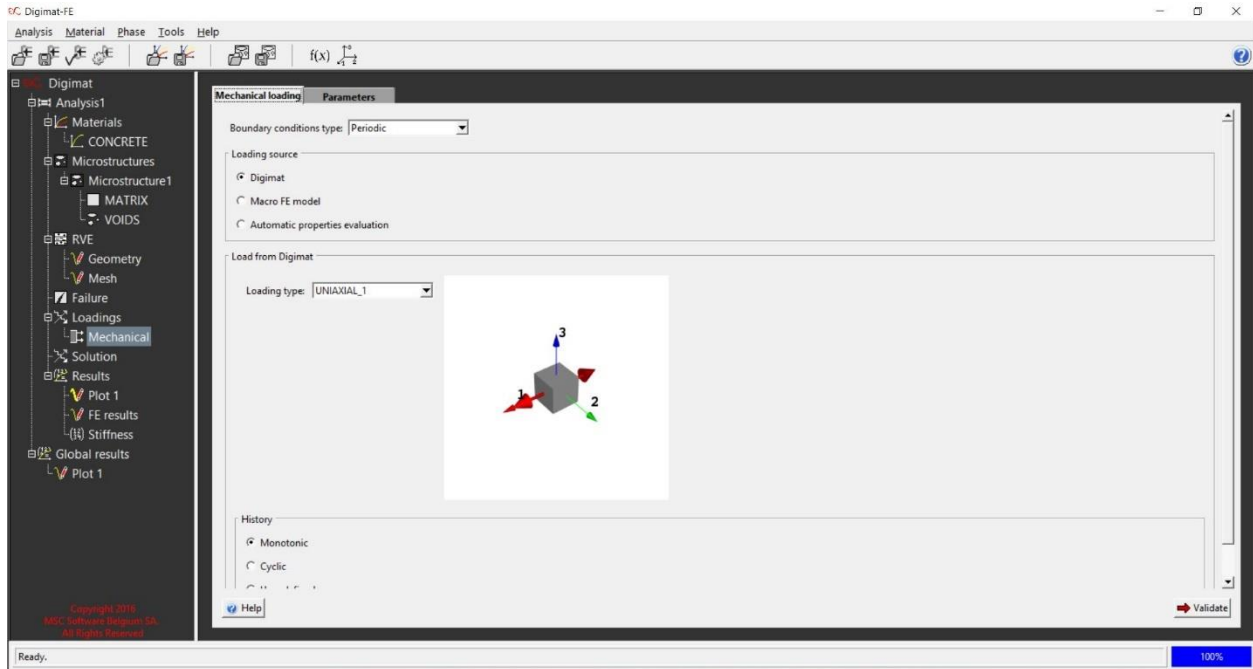 Digimat-FE
Analysis Material Phase Tools Help
f(x)
Digimat
Analysis1
Materials
CONCRETE
Microstructures
Microstructure1
MATRIX
VOIDS
RVE
Geometry
Mesh
Failure
Loadings
Mechanical
Solution
Results
Plot 1
FE results
Stiffness
Global results
Plot 1
Copyright 2016
MSC Software Belgium SA.
All Rights Reserved
Mechanical loading Parameters
Boundary conditions type: Periodic
Loading source
Digimat
Macro FE model
Automatic properties evaluation
Load from Digimat
Loading type: UNIAXIAL_1
3
1
2
History
Monotonic
Cyclic
Help
Validate
Ready.
100%